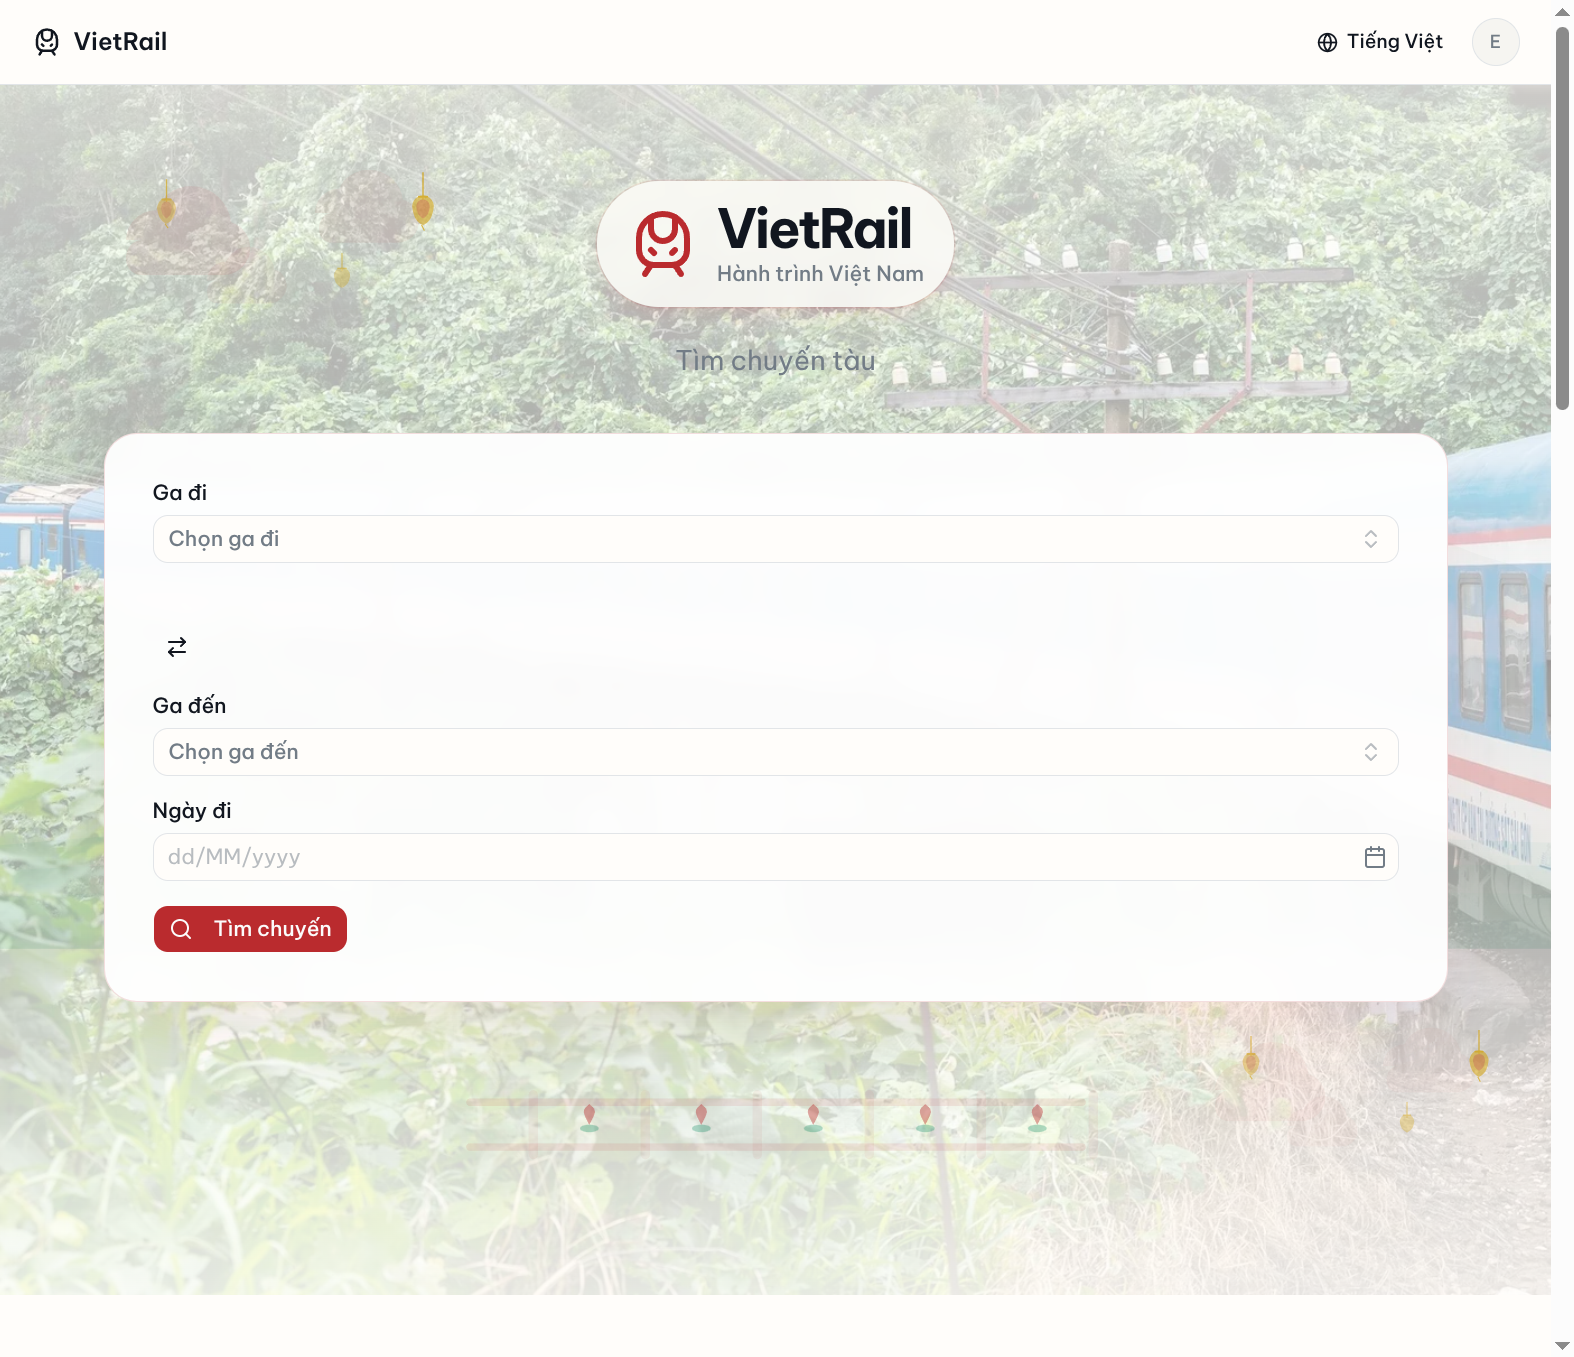 VietRail
Tiếng Việt
E
VietRail
Hành trình Việt Nam
Tìm chuyến tàu
Ga đi
Chọn ga đi
Ga đến
Chọn ga đến
Ngày đi
dd/MM/yyyy
Tìm chuyến